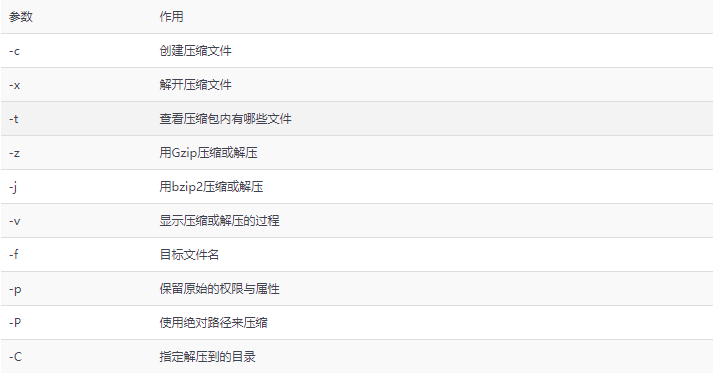 参数 作用
-c 创建压缩文件
-x 解开压缩文件
-t 查看压缩包内有哪些文件
-z 用Gzip压缩或解压
-j 用bzip2压缩或解压
-v 显示压缩或解压的过程
-f 目标文件名
-p 保留原始的权限与属性
-P 使用绝对路径来压缩
-C 指定解压到的目录